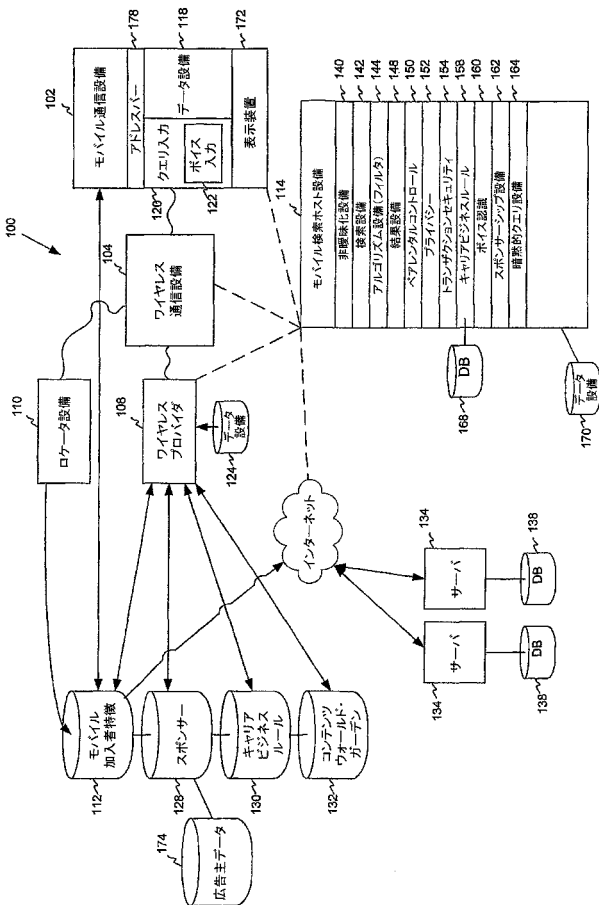 100
102
モバイル通信設備
178
アドレスバー
118
データ設備
120
クエリ入力
122
ボイス
入力
172
表示装置
104
ワイヤレス
通信設備
110
ロケータ設備
108
ワイヤレス
プロバイダ
124
データ
設備
114
モバイル検索ホスト設備
非曖昧化設備
140
検索設備
142
アルゴリズム設備(フィルタ)
144
結果設備
148
ペアレンタルコントロール
150
プライバシー
152
トランザクションセキュリティ
154
キャリアビジネスルール
158
ボイス認識
160
スポンサーシップ設備
162
暗黙的クエリ設備
164
DB
168
データ
設備
170
インターネット
モバイル
加入者特徴
112
スポンサー
128
キャリア
ビジネス
ルール
130
コンテンツ
ウォールド・
ガーデン
132
広告主データ
174
サーバ
134
DB
138
サーバ
134
DB
138